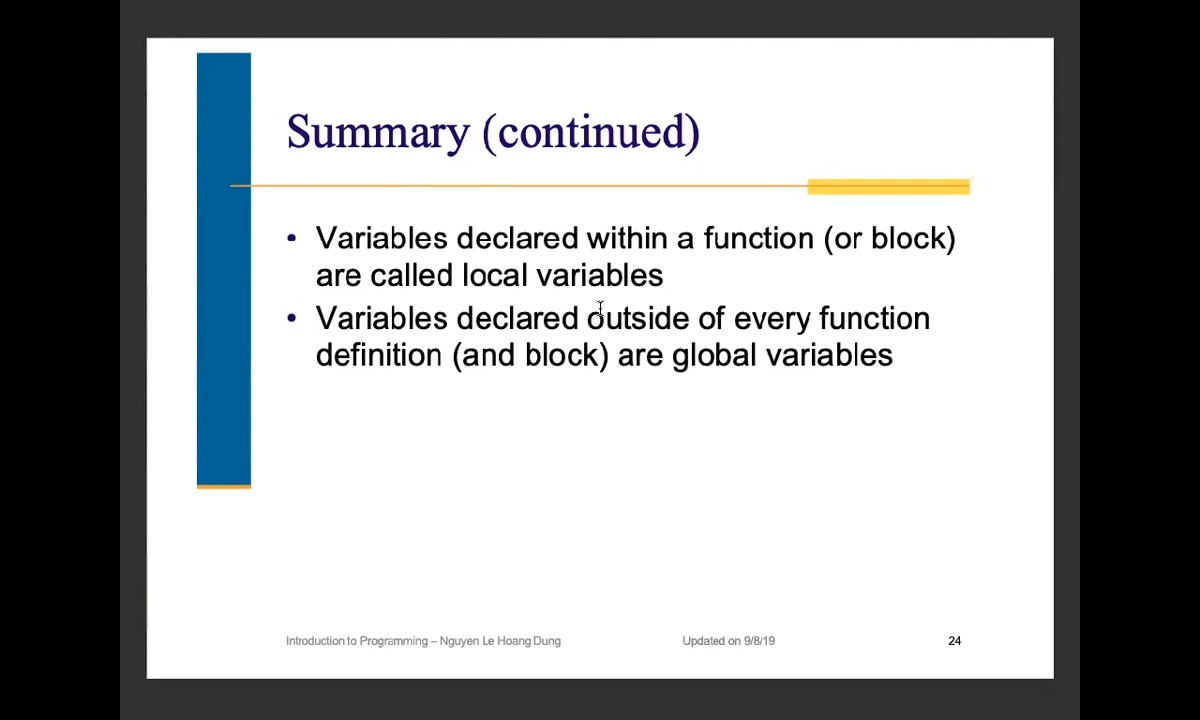 Summary (continued)
• Variables declared within a function (or block)
are called local variables
• Variables declared outside of every function
definition (and block) are global variables
Introduction to Programming – Nguyen Le Hoang Dung
Updated on 9/8/19
24